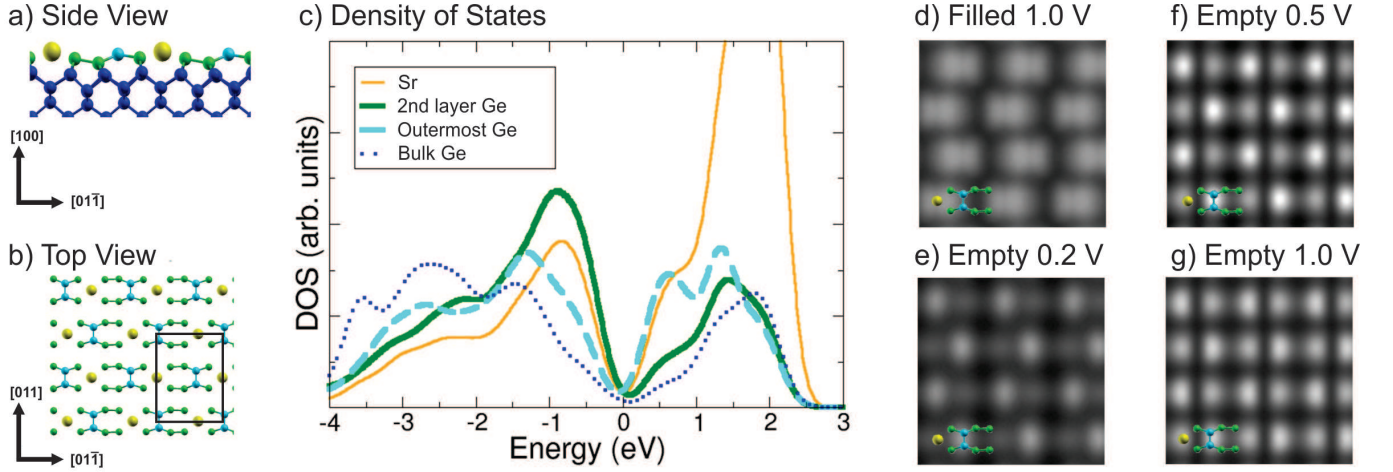 a) Side View
[100]
[011̅]
b) Top View
[011]
[011̅]
c) Density of States
DOS (arb. units)
Sr
2nd layer Ge
Outermost Ge
Bulk Ge
-4 -3 -2 -1 0 1 2 3
Energy (eV)
d) Filled 1.0 V
e) Empty 0.2 V
f) Empty 0.5 V
g) Empty 1.0 V